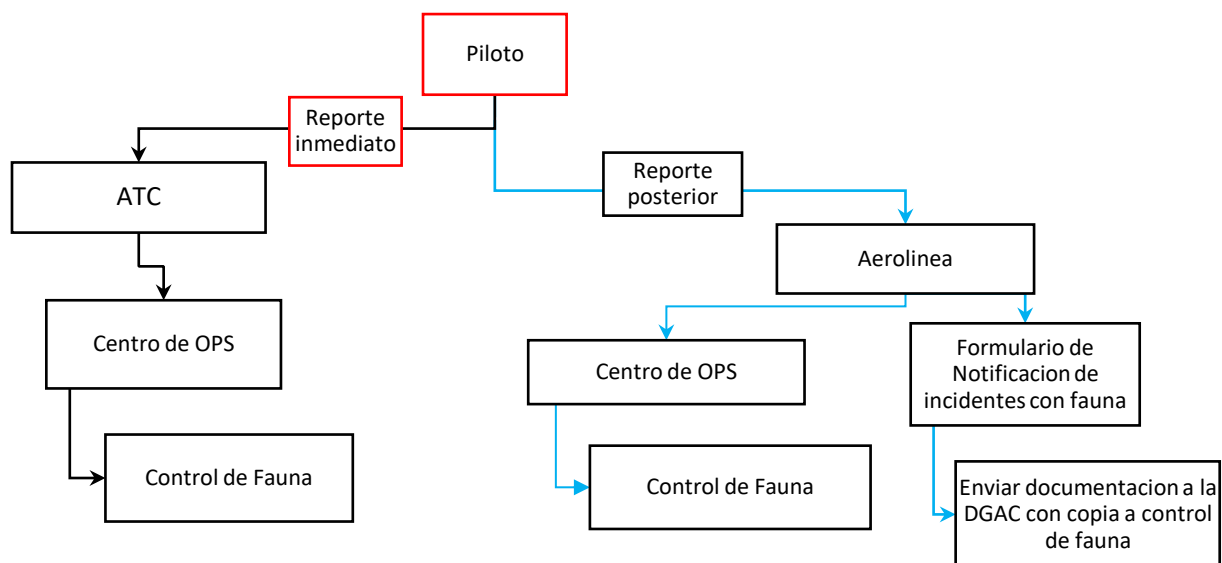 Piloto
Reporte
inmediato
ATC
Centro de OPS
Control de Fauna
Reporte
posterior
Aerolinea
Centro de OPS
Control de Fauna
Formulario de
Notificacion de
incidentes con fauna
Enviar documentacion a la
DGAC con copia a control
de fauna